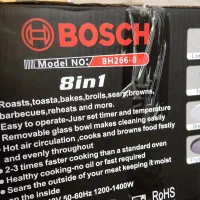 BOSCH
Model NO: BH266-8
8in1
Roasts,toasta,bakes,broils,sears,browns,
barbecues,reheats and more.
Easy to operate-Jusr set timer and temperature
Removable glass bowl makes cleaning easily
Hot air circulation, cooks and browns food fastly
and evenly throughout
2-3 times faster cooking than a standard oven
Healthy cooking-no oil or fast required
Sears the outside of your meat keeping it moist
on the inside
50-60Hz 1200-1400W
RoHS